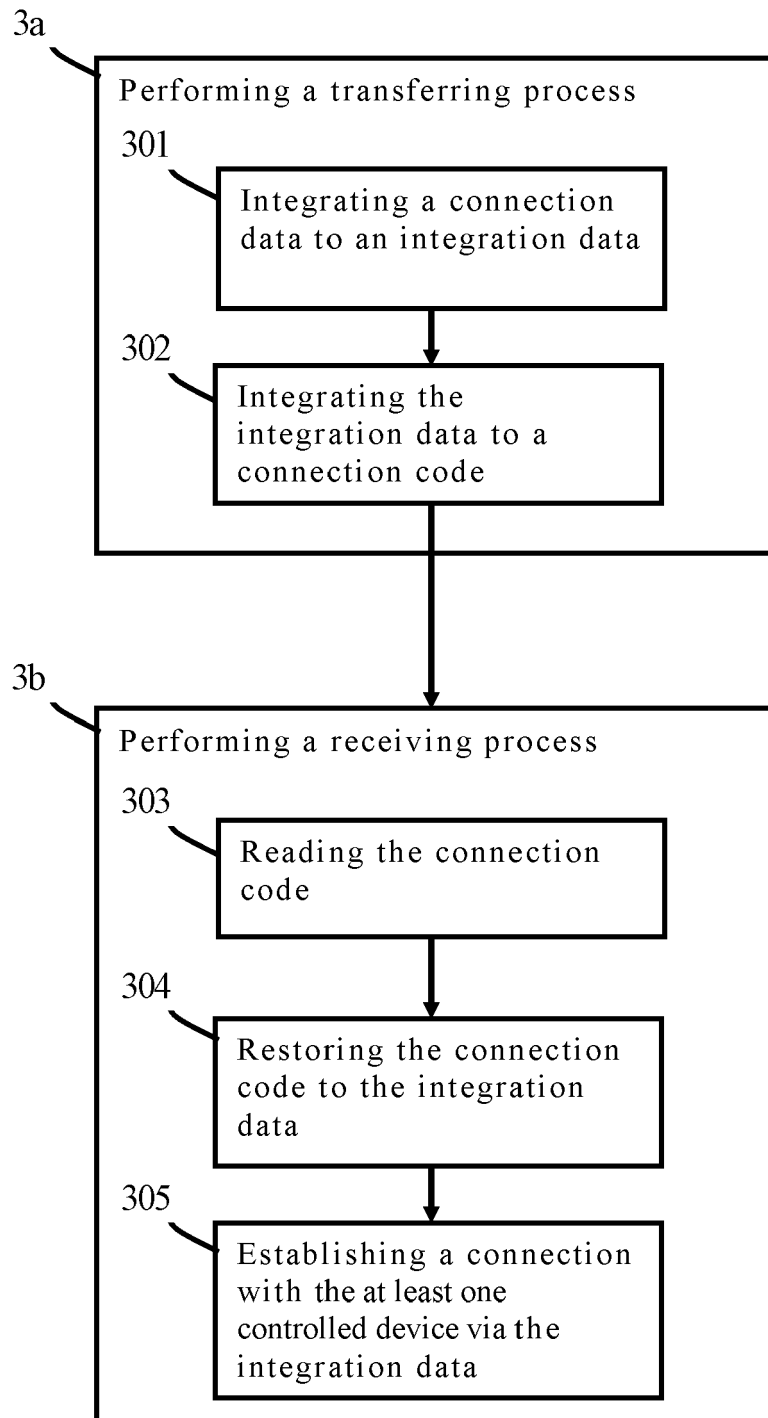 3a
Performing a transferring process
301
Integrating a connection
data to an integration data
302
Integrating the
integration data to a
connection code
3b
Performing a receiving process
303
Reading the connection
code
304
Restoring the connection
code to the integration
data
305
Establishing a connection
with the at least one
controlled device via the
integration data